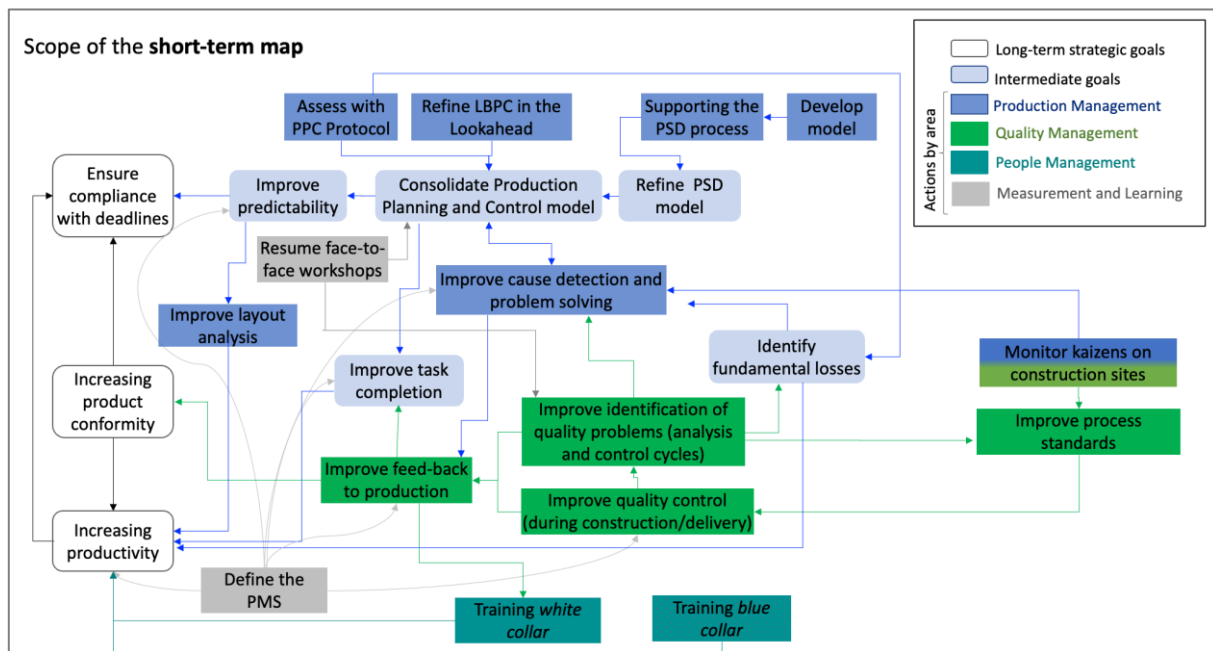 Scope of the short-term map
Long-term strategic goals
Intermediate goals
Actions by area
Production Management
Quality Management
People Management
Measurement and Learning
Assess with
PPC Protocol
Refine LBPC in the
Lookahead
Supporting the
PSD process
Develop
model
Ensure
compliance
with deadlines
Improve
predictability
Consolidate Production
Planning and Control model
Refine PSD
model
Resume face-to-
face workshops
Improve cause detection and
problem solving
Improve layout
analysis
Identify
fundamental losses
Monitor kaizens on
construction sites
Increasing
product
conformity
Improve task
completion
Improve identification of
quality problems (analysis
and control cycles)
Improve process
standards
Improve feed-back
to production
Improve quality control
(during construction/delivery)
Increasing
productivity
Define the
PMS
Training white
collar
Training blue
collar